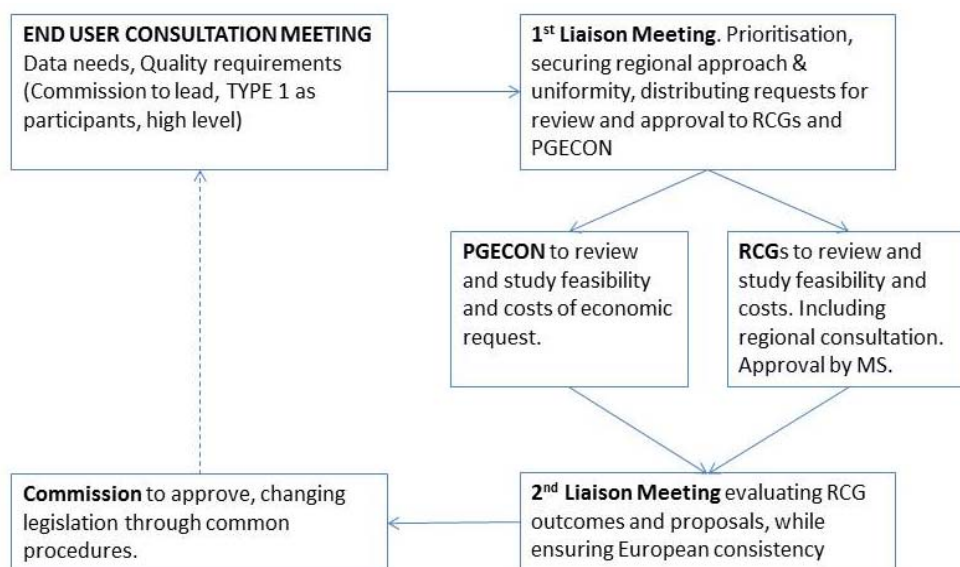 END USER CONSULTATION MEETING
Data needs, Quality requirements
(Commission to lead, TYPE 1 as
participants, high level)
1st Liaison Meeting. Prioritisation,
securing regional approach &
uniformity, distributing requests for
review and approval to RCGs and
PGECON
PGECON to review
and study feasibility
and costs of economic
request.
RCGs to review and
study feasibility and
costs. Including
regional consultation.
Approval by MS.
Commission to approve, changing
legislation through common
procedures.
2nd Liaison Meeting evaluating RCG
outcomes and proposals, while
ensuring European consistency